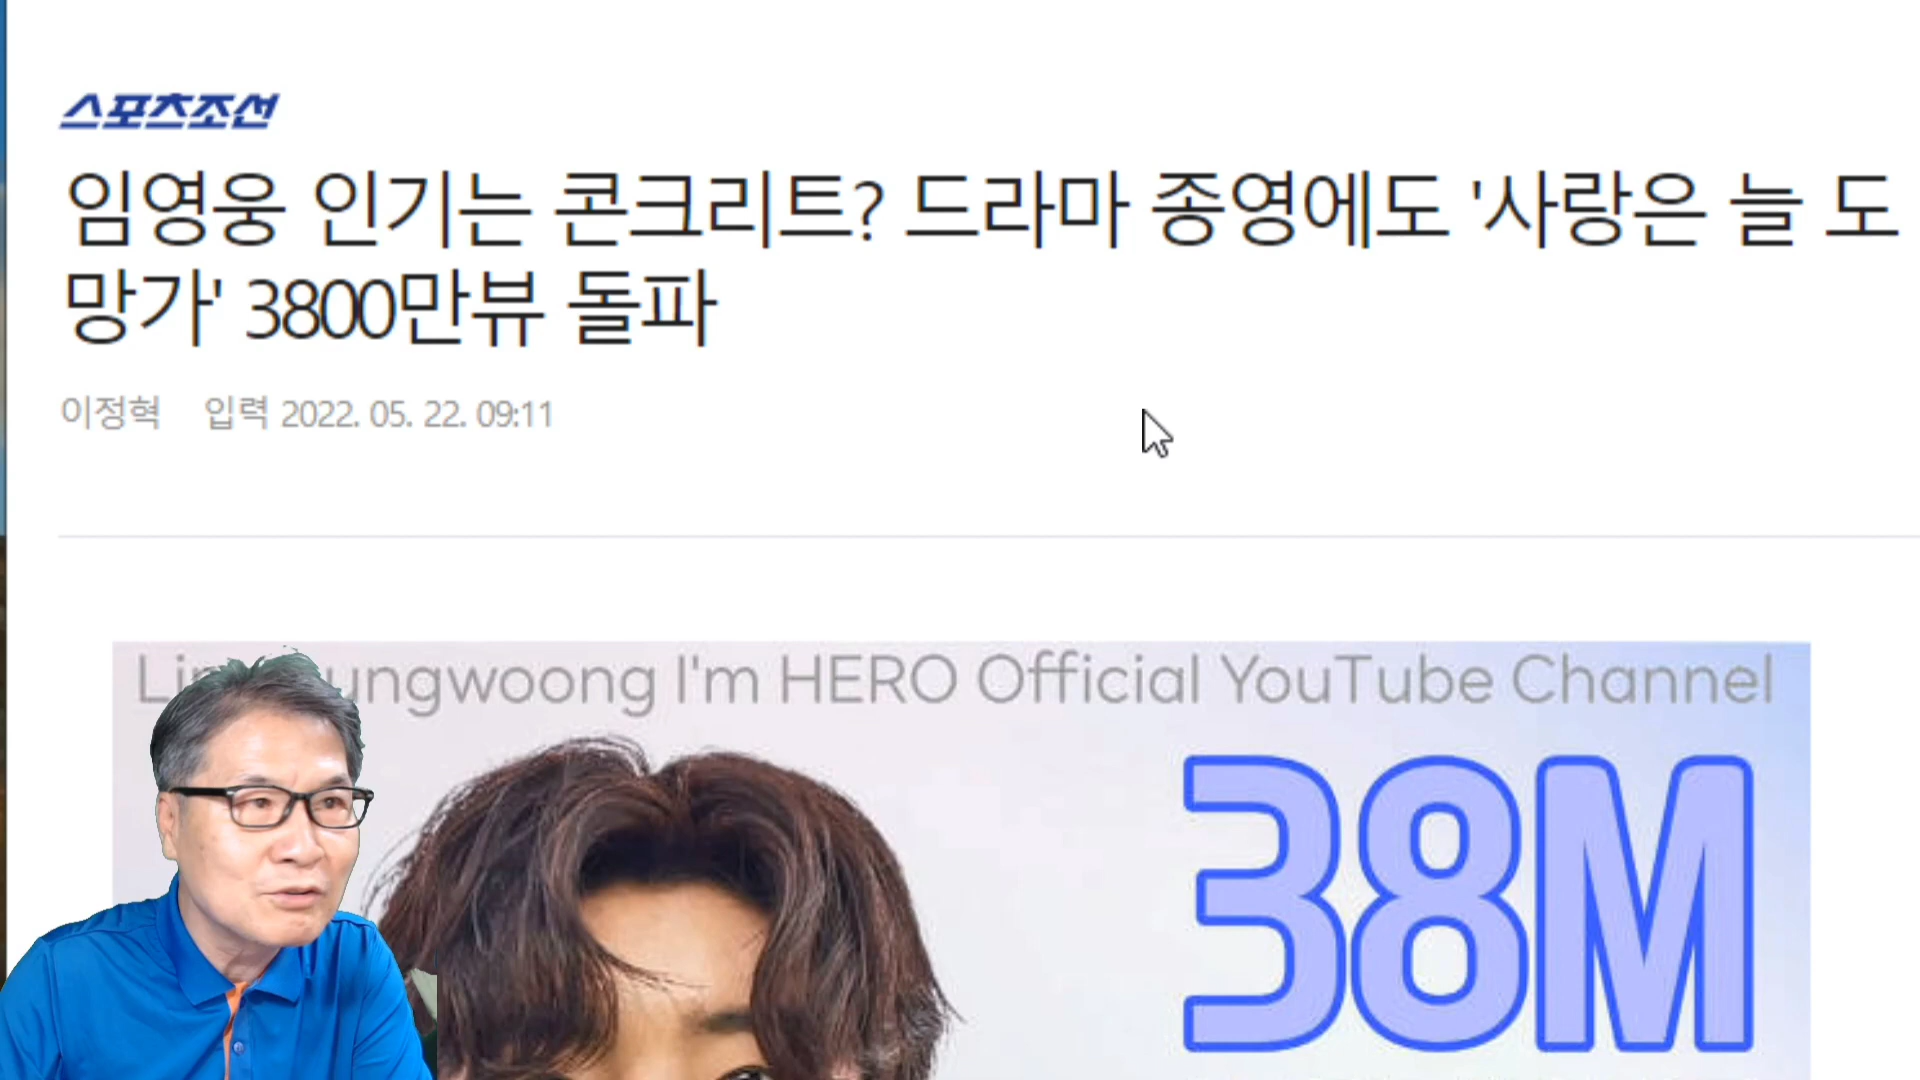 스포츠조선
임영웅 인기는 콘크리트? 드라마 종영에도 '사랑은 늘 도
망가' 3800만뷰 돌파
이정혁 입력 2022. 05. 22. 09:11
ungwoong I'm HERO Official YouTube Channel
38M